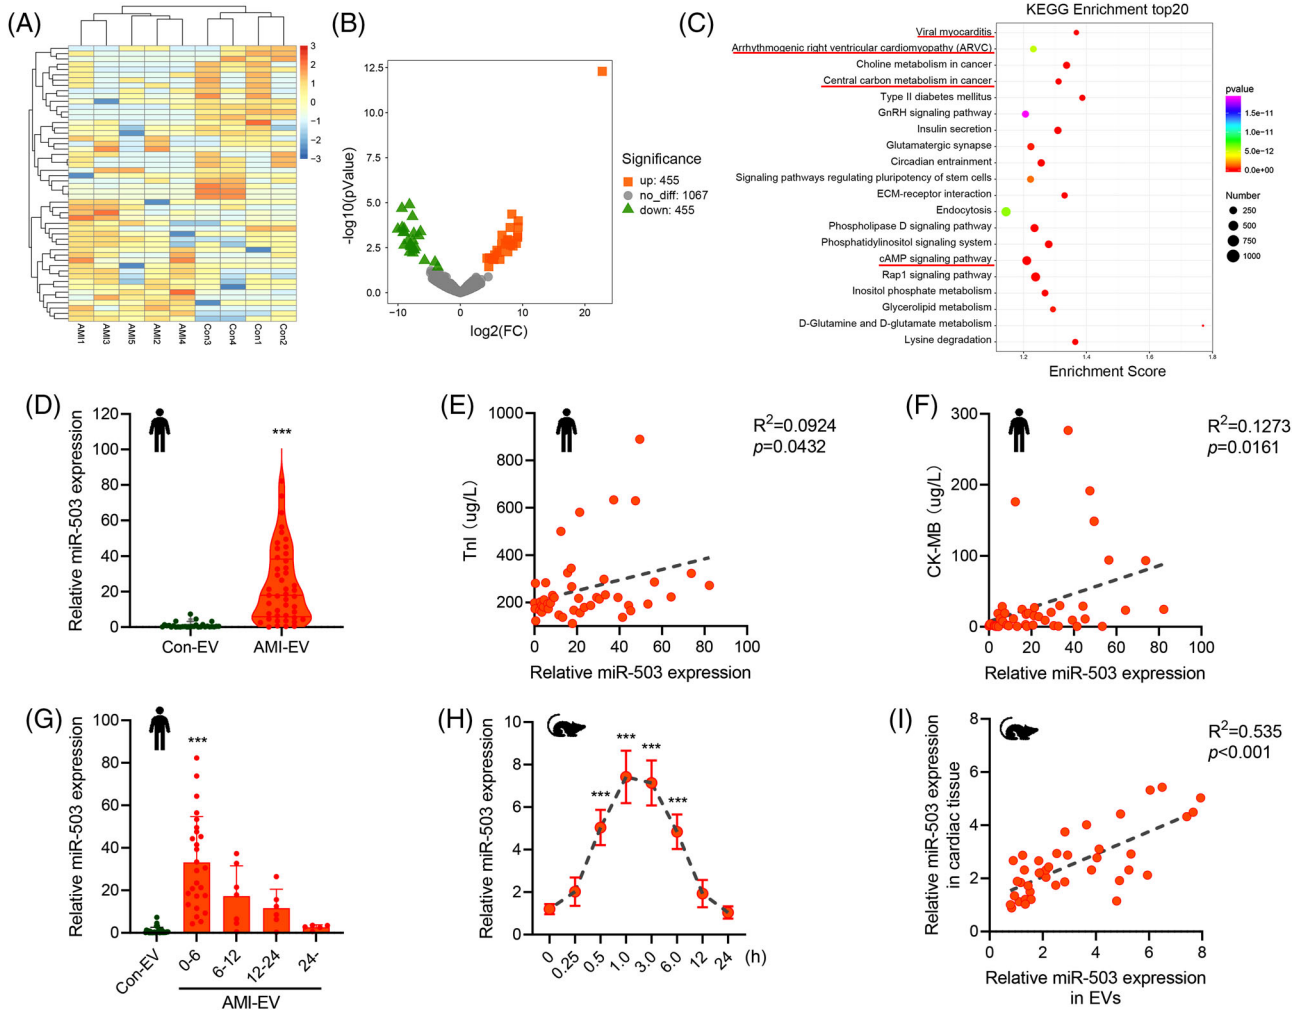 (A)
3
2
1
0
−1
−2
−3
AMI1
AMI3
AMI5
AMI2
AMI4
Con3
Con4
Con1
Con2
(B)
12.5
10.0
7.5
5.0
2.5
0.0
-log10(pValue)
−10
0
10
20
log2(FC)
Significance
up: 455
no_diff: 1067
down: 455
(C)
KEGG Enrichment top20
Viral myocarditis
Arrhythmogenic right ventricular cardiomyopathy (ARVC)
Choline metabolism in cancer
Central carbon metabolism in cancer
Type II diabetes mellitus
GnRH signaling pathway
Insulin secretion
Glutamatergic synapse
Circadian entrainment
Signaling pathways regulating pluripotency of stem cells
ECM-receptor interaction
Endocytosis
Phospholipase D signaling pathway
Phosphatidylinositol signaling system
cAMP signaling pathway
Rap1 signaling pathway
Inositol phosphate metabolism
Glycerolipid metabolism
D-Glutamine and D-glutamate metabolism
Lysine degradation
1.2
1.4
1.6
1.8
Enrichment Score
pvalue
1.5e-11
1.0e-11
5.0e-12
0.0e+00
Number
250
500
750
1000
(D)
Relative miR-503 expression
120
100
80
60
40
20
0
***
Con-EV
AMI-EV
(E)
TnI (ug/L)
1000
800
600
400
200
0
20
40
60
80
100
Relative miR-503 expression
R²=0.0924
p=0.0432
(F)
CK-MB (ug/L)
300
200
100
0
0
20
40
60
80
100
Relative miR-503 expression
R²=0.1273
p=0.0161
(G)
Relative miR-503 expression
100
80
60
40
20
0
***
Con-EV
0-6
6-12
12-24
24-
AMI-EV
(H)
Relative miR-503 expression
10
8
6
4
2
0
***
***
***
***
0
0.25
0.5
1.0
3.0
6.0
12
24
(h)
(I)
Relative miR-503 expression
in cardiac tissue
8
6
4
2
0
0
2
4
6
8
Relative miR-503 expression
in EVs
R²=0.535
p<0.001